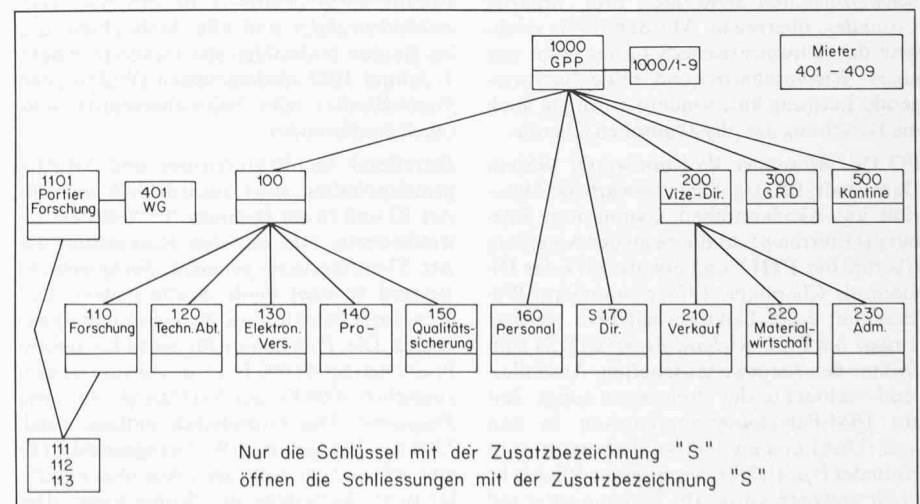 1000
GPP
1000/1-9
Mieter
401 - 409
1101
Portier
Forschung
401
WG
100
200
Vize-Dir.
300
GRD
500
Kantine
110
Forschung
120
Techn. Abt.
130
Elektron.
Vers.
140
Pro--
150
Qualitäts-
sicherung
160
Personal
S 170
Dir.
210
Verkauf
220
Material-
wirtschaft
230
Adm.
111
112
113
Nur die Schlüssel mit der Zusatzbezeichnung "S"
öffnen die Schliessungen mit der Zusatzbezeichnung "S"